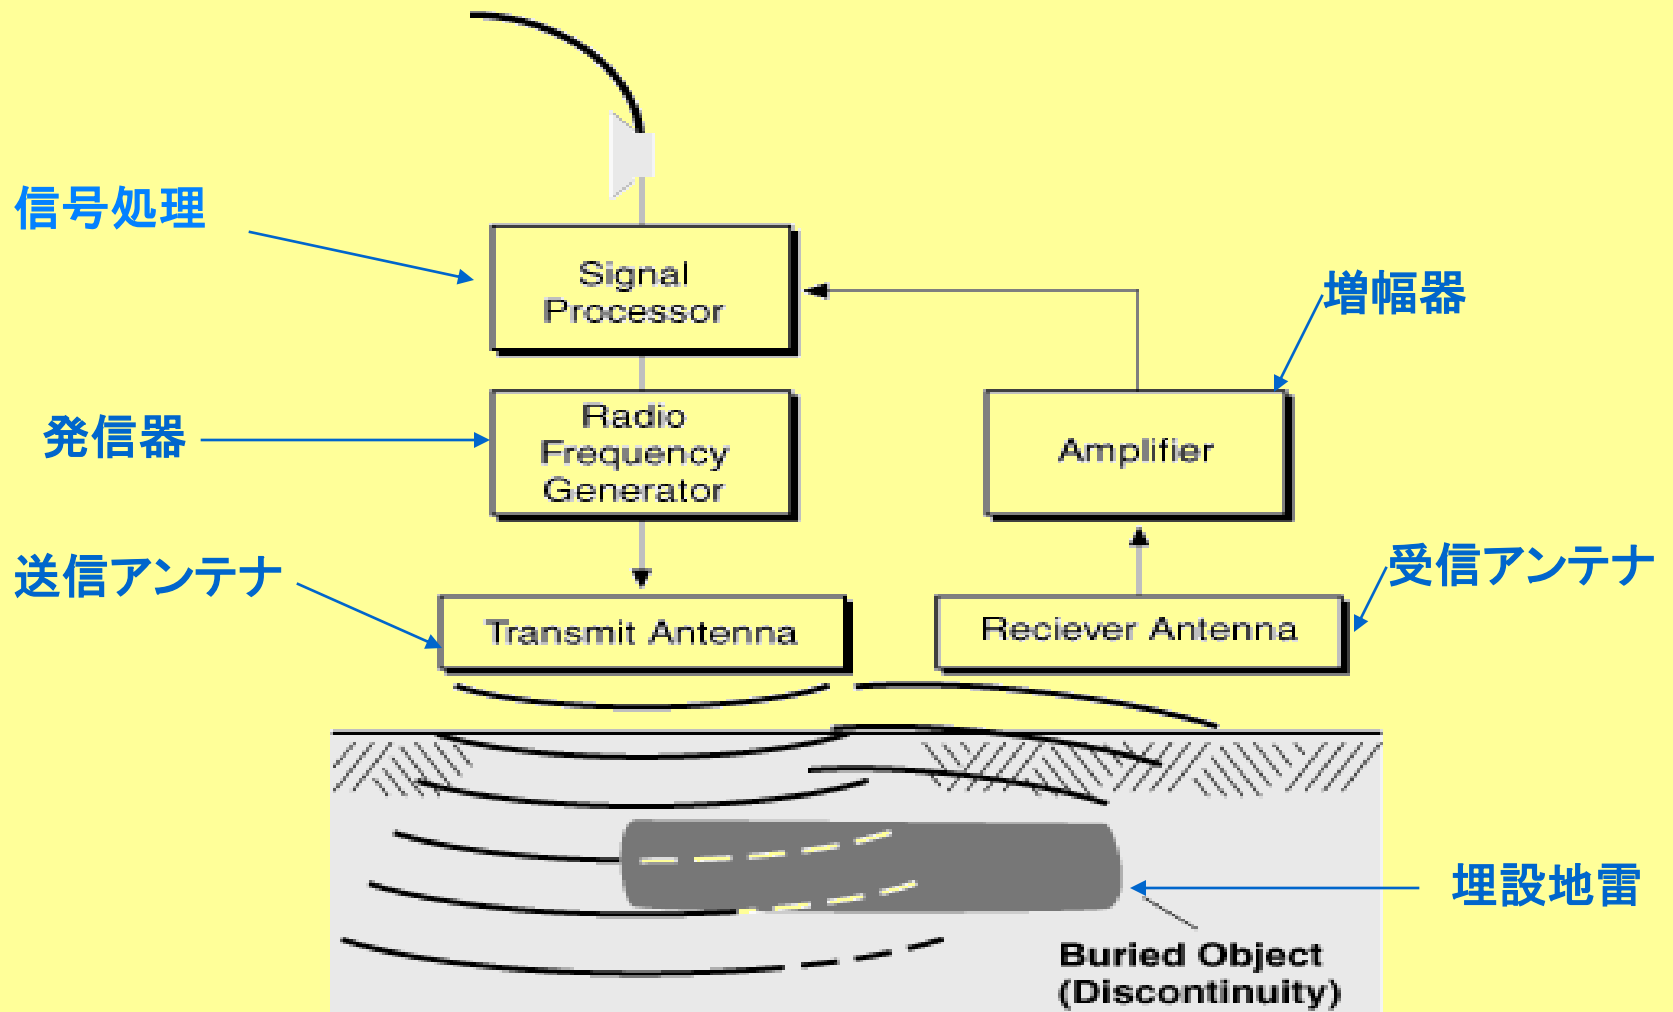 信号処理
Signal
Processor
増幅器
発信器
Radio
Frequency
Generator
Amplifier
送信アンテナ
受信アンテナ
Transmit Antenna
Reciever Antenna
埋設地雷
Buried Object
(Discontinuity)